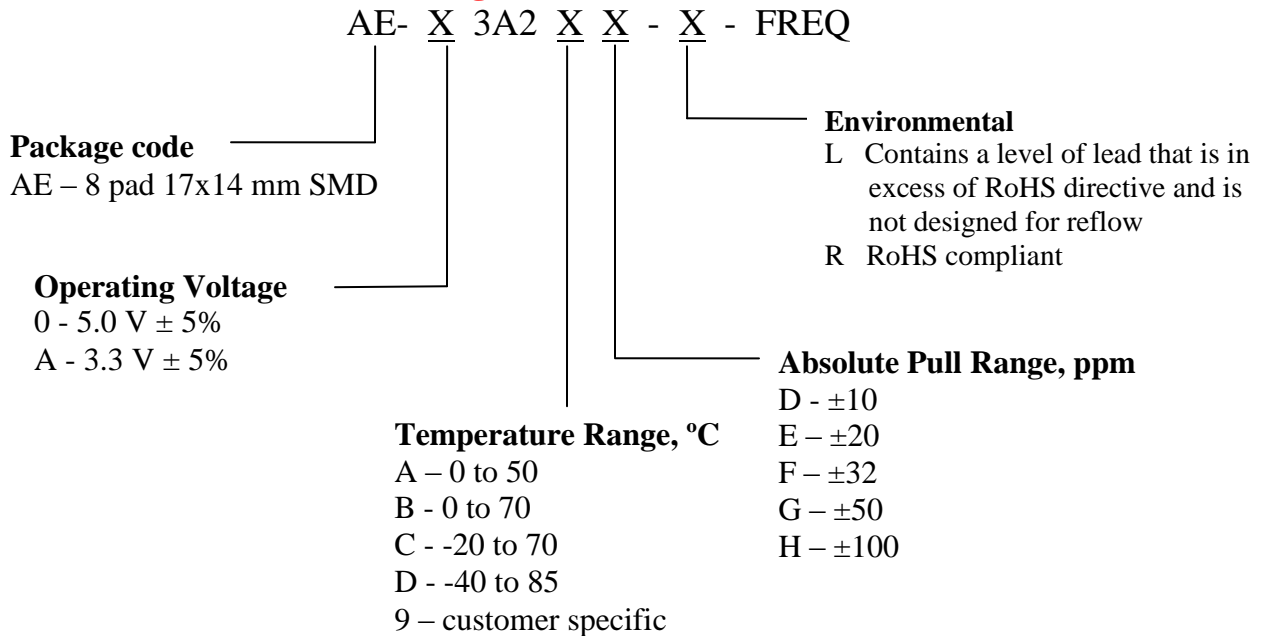 AE- X 3A2 X X - X - FREQ
Package code
AE – 8 pad 17x14 mm SMD
Operating Voltage
0 - 5.0 V ± 5%
A - 3.3 V ± 5%
Temperature Range, ºC
A – 0 to 50
B - 0 to 70
C - -20 to 70
D - -40 to 85
9 – customer specific
Absolute Pull Range, ppm
D - ±10
E – ±20
F – ±32
G – ±50
H – ±100
Environmental
L Contains a level of lead that is in
excess of RoHS directive and is
not designed for reflow
R RoHS compliant